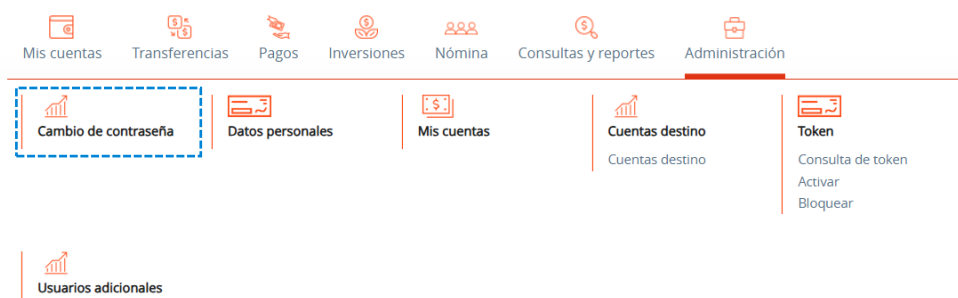 Mis cuentas Transferencias Pagos Inversiones Nómina Consultas y reportes Administración
Cambio de contraseña Datos personales Mis cuentas Cuentas destino Token
Cuentas destino Consulta de token
Activar
Bloquear
Usuarios adicionales